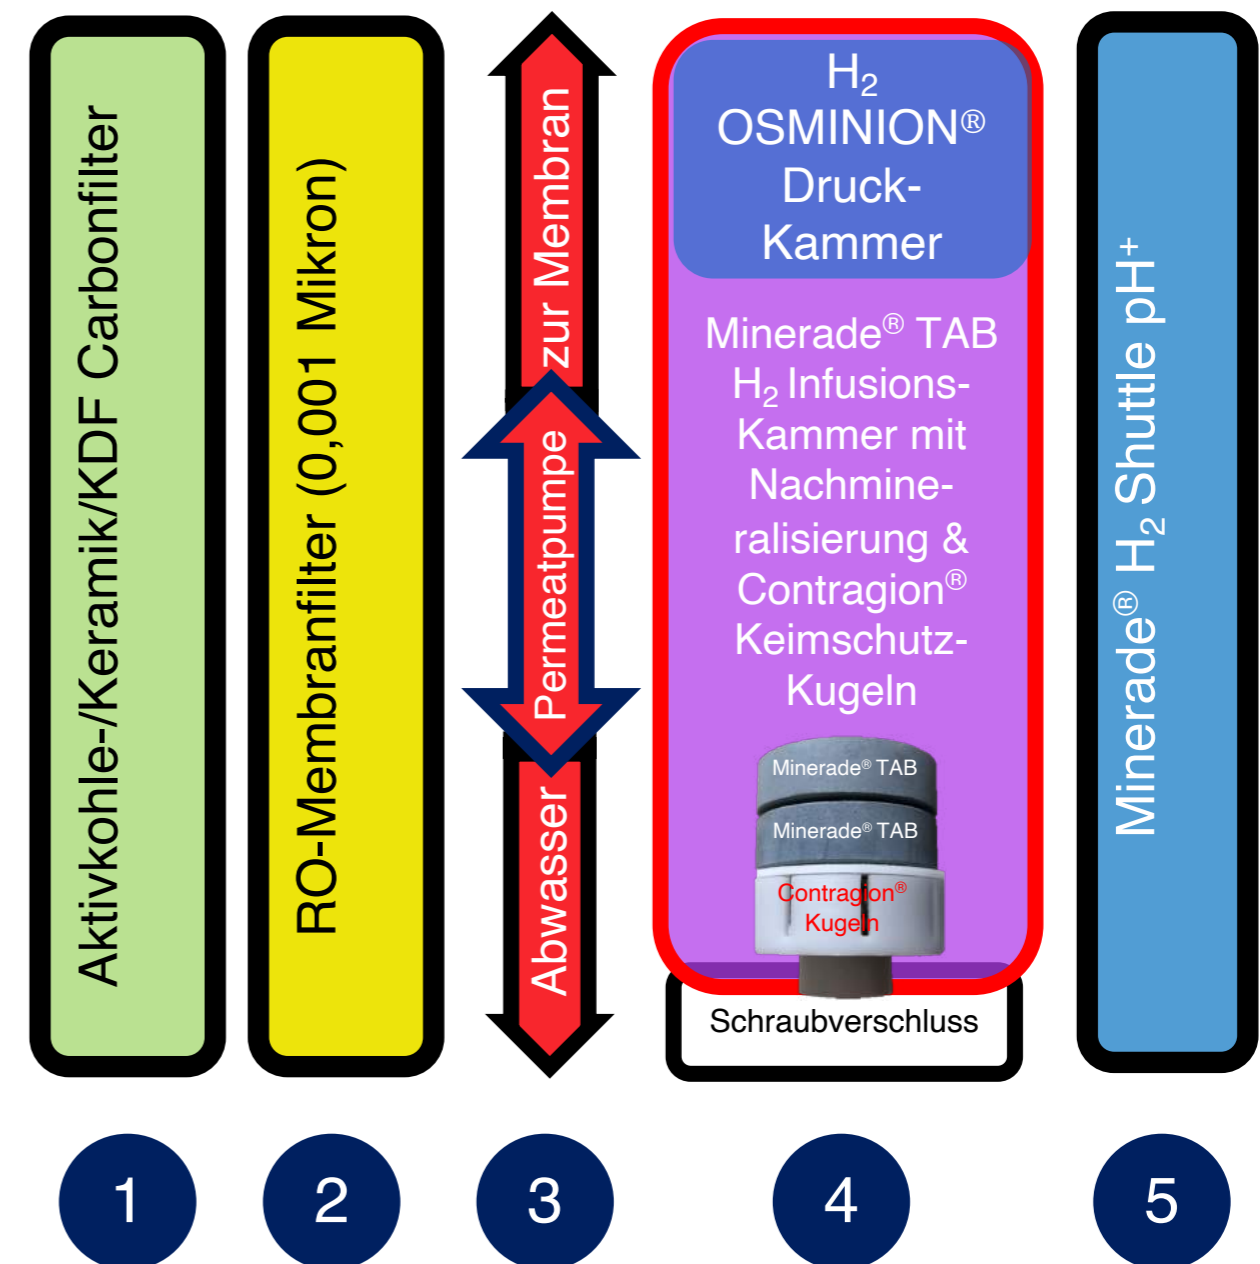 Aktivkohle-/Keramik/KDF Carbonfilter
RO-Membranfilter (0,001 Mikron)
zur Membran
Permeatpumpe
Abwasser
H₂
OSMINION®
Druck-
Kammer
Minerade® TAB
H₂ Infusions-
Kammer mit
Nachmine-
ralisierung &
Contragion®
Keimschutz-
Kugeln
Minerade® TAB
Minerade® TAB
Contragion®
Kugeln
Schraubverschluss
Minerade® H₂ Shuttle pH⁺
1
2
3
4
5